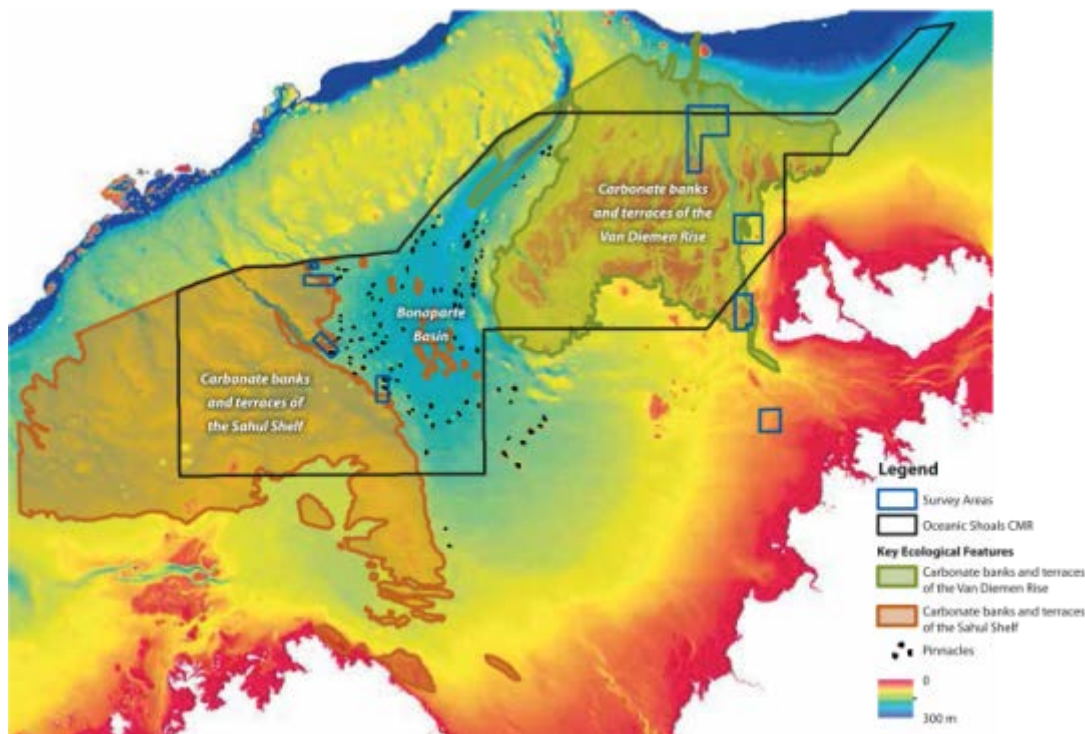 Carbonate banks
and terraces of the
Van Diemen Rise
Bonaparte
Basin
Carbonate banks
and terraces of
the Sahul Shelf
Legend
Survey Areas
Oceanic Shoals CMR
Key Ecological Features
Carbonate banks and terraces
of the Van Diemen Rise
Carbonate banks and terraces
of the Sahul Shelf
Pinnacles
0
300 m